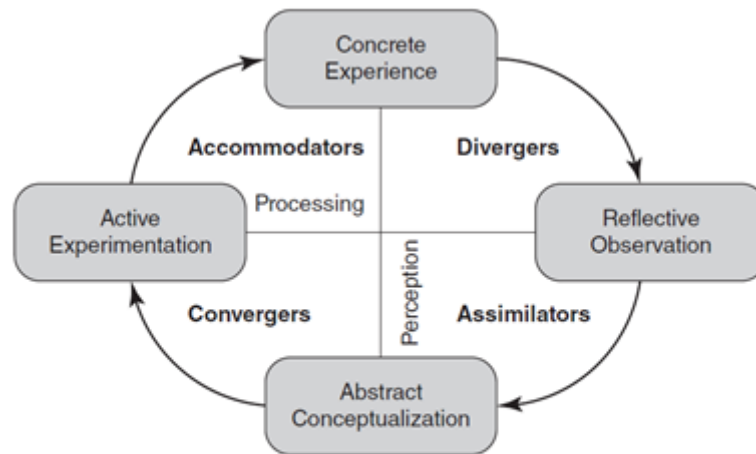 Concrete
Experience
Accommodators
Divergers
Processing
Active
Experimentation
Reflective
Observation
Perception
Convergers
Assimilators
Abstract
Conceptualization